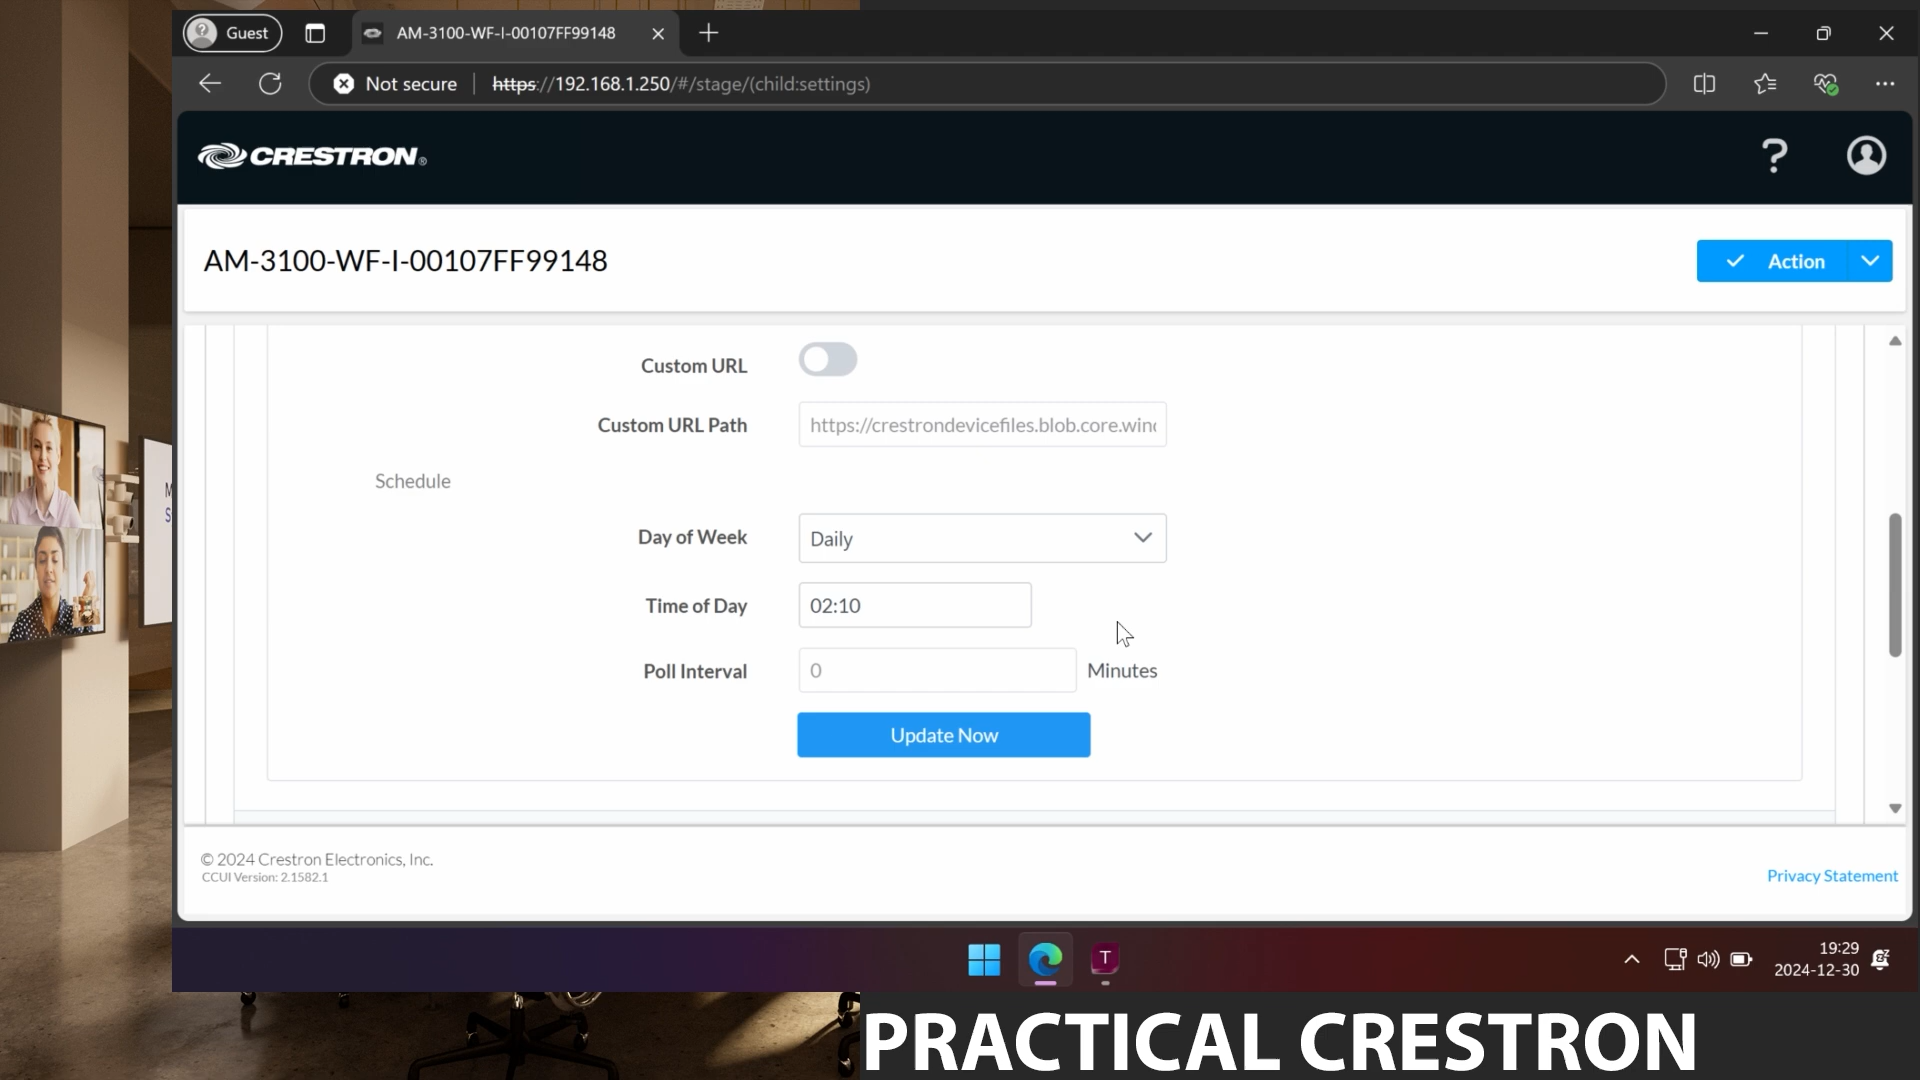 Guest
AM-3100-WF-I-00107FF99148
Not secure
https://192.168.1.250/#/stage/(child:settings)
CRESTRON®
?
AM-3100-WF-I-00107FF99148
Action
Custom URL
Custom URL Path
https://crestrondevicefiles.blob.core.win
Schedule
Day of Week
Daily
Time of Day
02:10
Poll Interval
0
Minutes
Update Now
© 2024 Crestron Electronics, Inc.
CCUI Version: 2.1582.1
Privacy Statement
T
19:29
2024-12-30
M
S
PRACTICAL CRESTRON